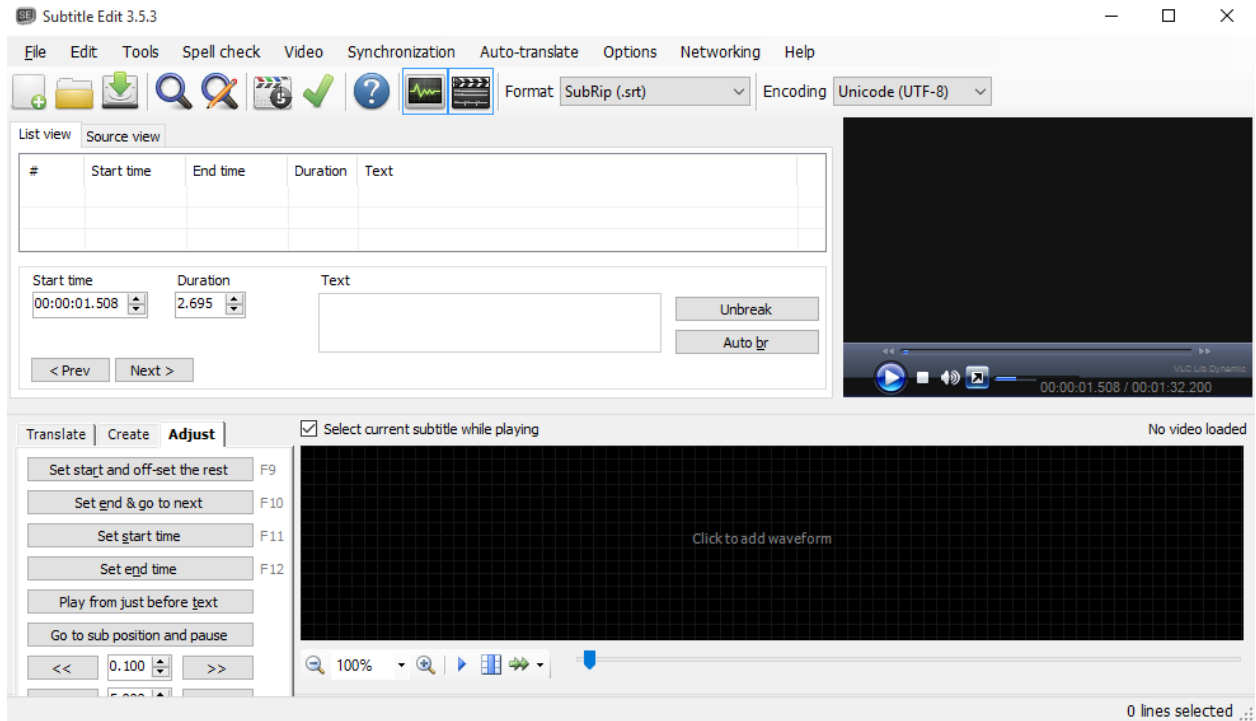 SE Subtitle Edit 3.5.3
File Edit Tools Spell check Video Synchronization Auto-translate Options Networking Help
Format SubRip (.srt) Encoding Unicode (UTF-8)
List view Source view
# Start time End time Duration Text
Start time Duration Text
00:00:01.508 2.695
Unbreak
Auto br
< Prev Next >
VLC Lib Dynamic
00:00:01.508 / 00:01:32.200
Translate Create Adjust
Select current subtitle while playing
No video loaded
Set start and off-set the rest F9
Set end & go to next F10
Set start time F11
Set end time F12
Play from just before text
Go to sub position and pause
<< 0.100 >>
Click to add waveform
100%
0 lines selected